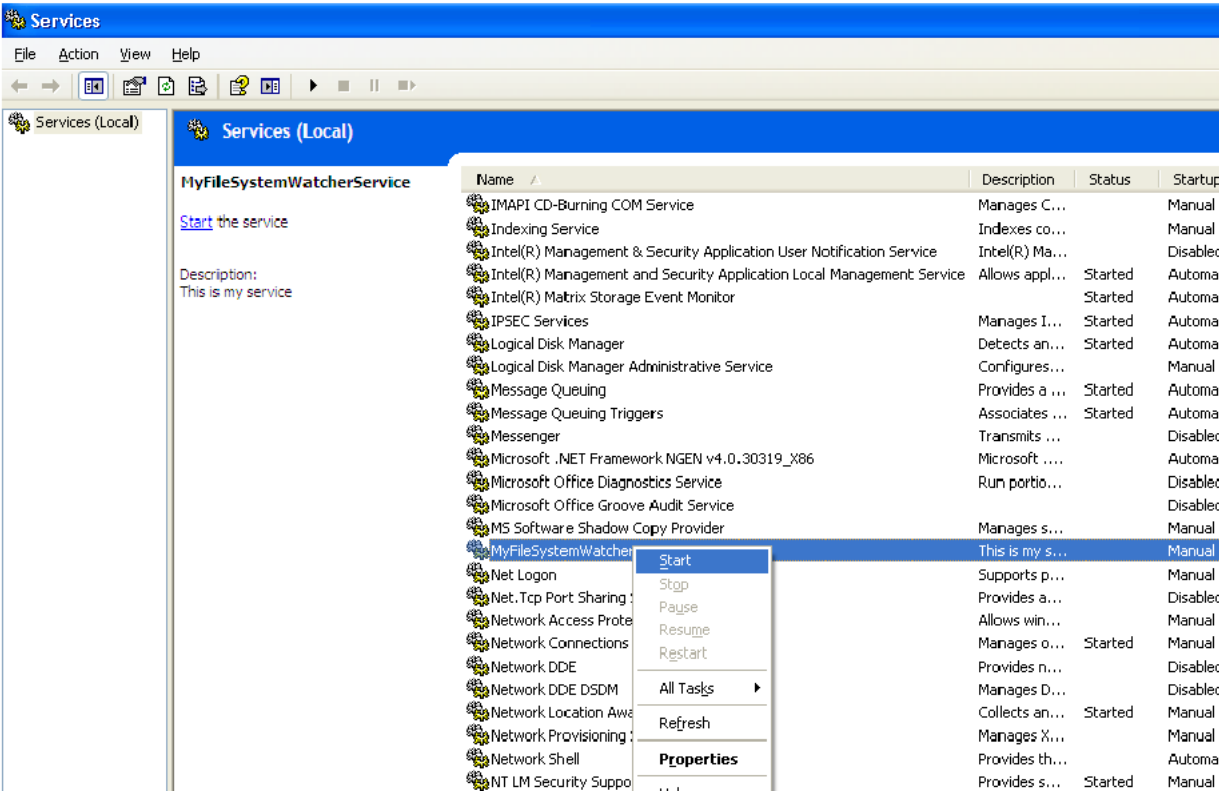 Services
File Action View Help
Services (Local)
Services (Local)
MyFileSystemWatcherService
Start the service
Description:
This is my service
Name Description Status Startup
IMAPI CD-Burning COM Service Manages C... Manual
Indexing Service Indexes co... Manual
Intel(R) Management & Security Application User Notification Service Intel(R) Ma... Disabled
Intel(R) Management and Security Application Local Management Service Allows appl... Started Automa
Intel(R) Matrix Storage Event Monitor Started Automa
IPSEC Services Manages I... Started Automa
Logical Disk Manager Detects an... Started Automa
Logical Disk Manager Administrative Service Configures... Manual
Message Queuing Provides a ... Started Automa
Message Queuing Triggers Associates ... Started Automa
Messenger Transmits ... Disabled
Microsoft .NET Framework NGEN v4.0.30319_X86 Microsoft .... Automa
Microsoft Office Diagnostics Service Run portio... Disabled
Microsoft Office Groove Audit Service Disabled
MS Software Shadow Copy Provider Manages s... Manual
MyFileSystemWatcher This is my s... Manual
Net Logon Supports p... Manual
Net.Tcp Port Sharing Provides a... Disabled
Network Access Prote Allows win... Manual
Network Connections Manages o... Started Manual
Network DDE Provides n... Disabled
Network DDE DSDM Manages D... Disabled
Network Location Awa Collects an... Started Manual
Network Provisioning Manages X... Manual
Network Shell Provides th... Automa
NT LM Security Suppo Provides s... Started Manual
Start
Stop
Pause
Resume
Restart
All Tasks
Refresh
Properties